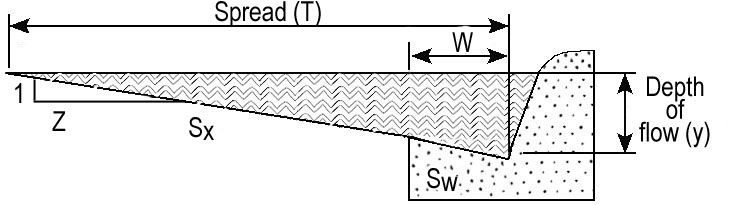 Spread (T)
W
1
Z
Sx
Sw
Depth
of
flow (y)